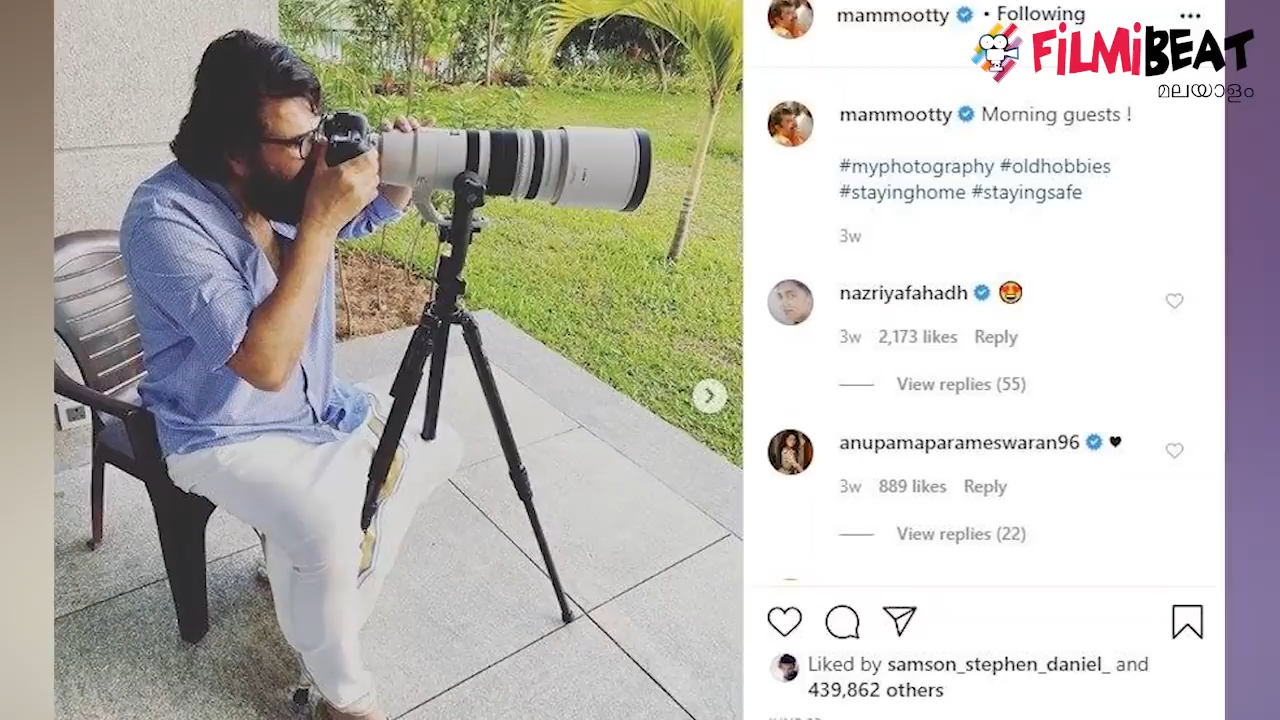 mammootty • Following
FiLMiBEAT
മലയാളം
mammootty Morning guests !
#myphotography #oldhobbies
#stayinghome #stayingsafe
3w
nazriyafahadh
3w 2,173 likes Reply
View replies (55)
anupamaparameswaran96
3w 889 likes Reply
View replies (22)
Liked by samson_stephen_daniel_ and
439,862 others